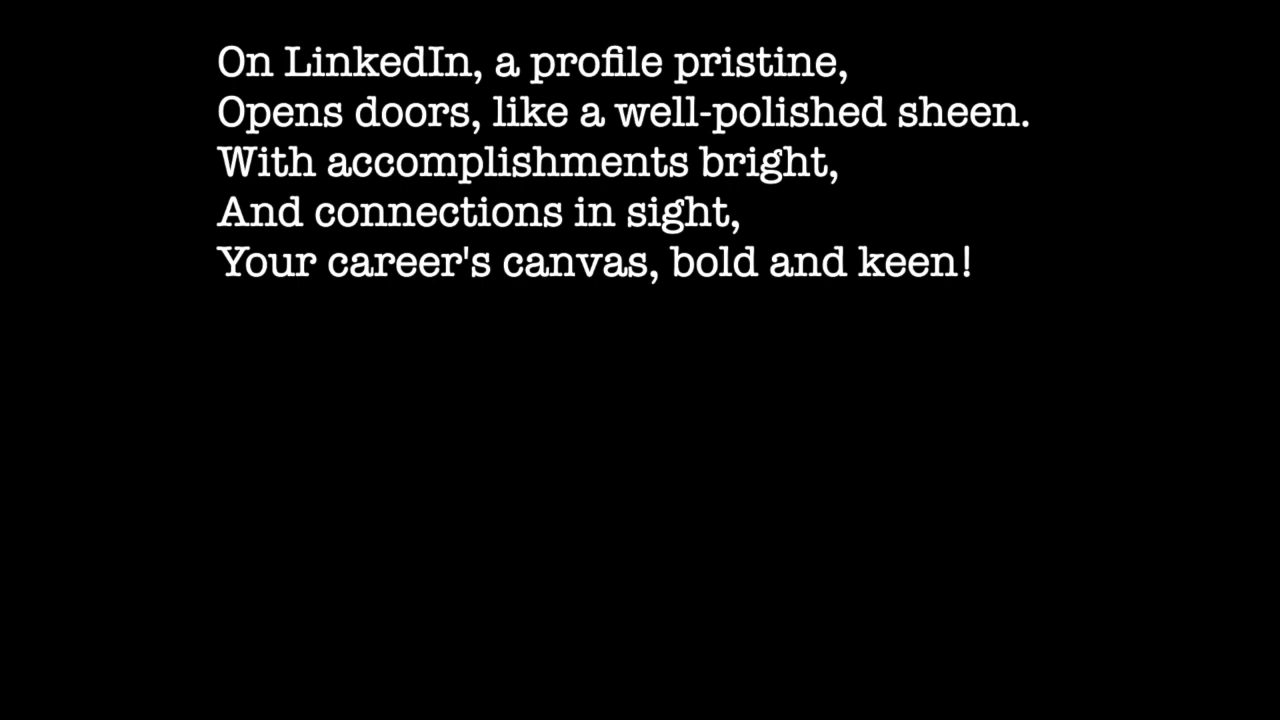 On LinkedIn, a profile pristine,
Opens doors, like a well-polished sheen.
With accomplishments bright,
And connections in sight,
Your career's canvas, bold and keen!